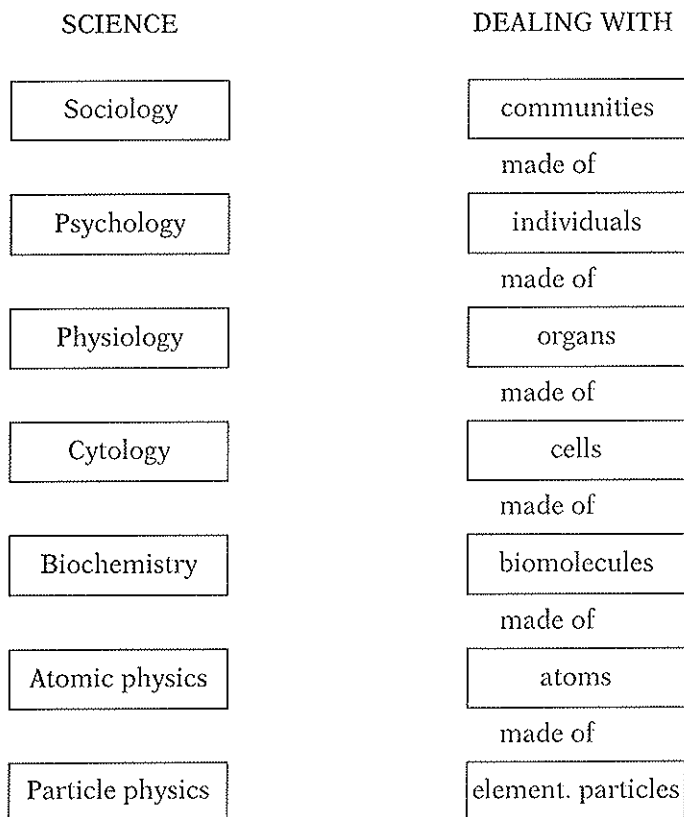 SCIENCE DEALING WITH
Sociology communities
made of
Psychology individuals
made of
Physiology organs
made of
Cytology cells
made of
Biochemistry biomolecules
made of
Atomic physics atoms
made of
Particle physics element. particles